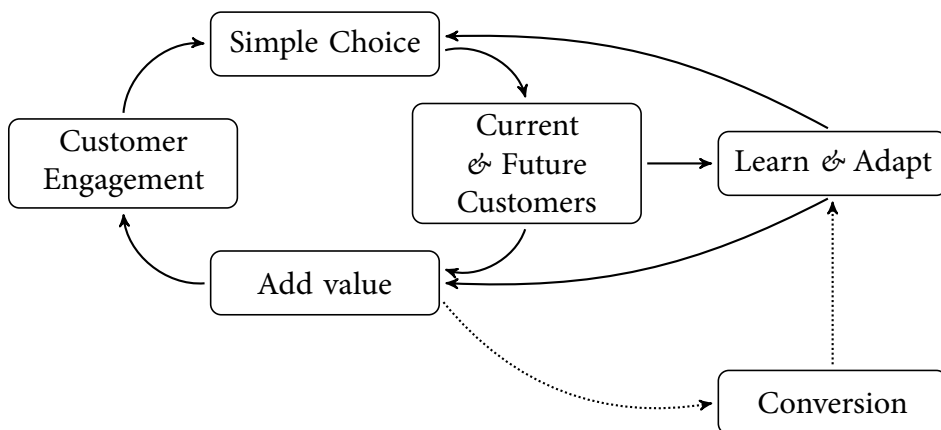 Simple Choice
Customer
Engagement
Current
& Future
Customers
Learn & Adapt
Add value
Conversion